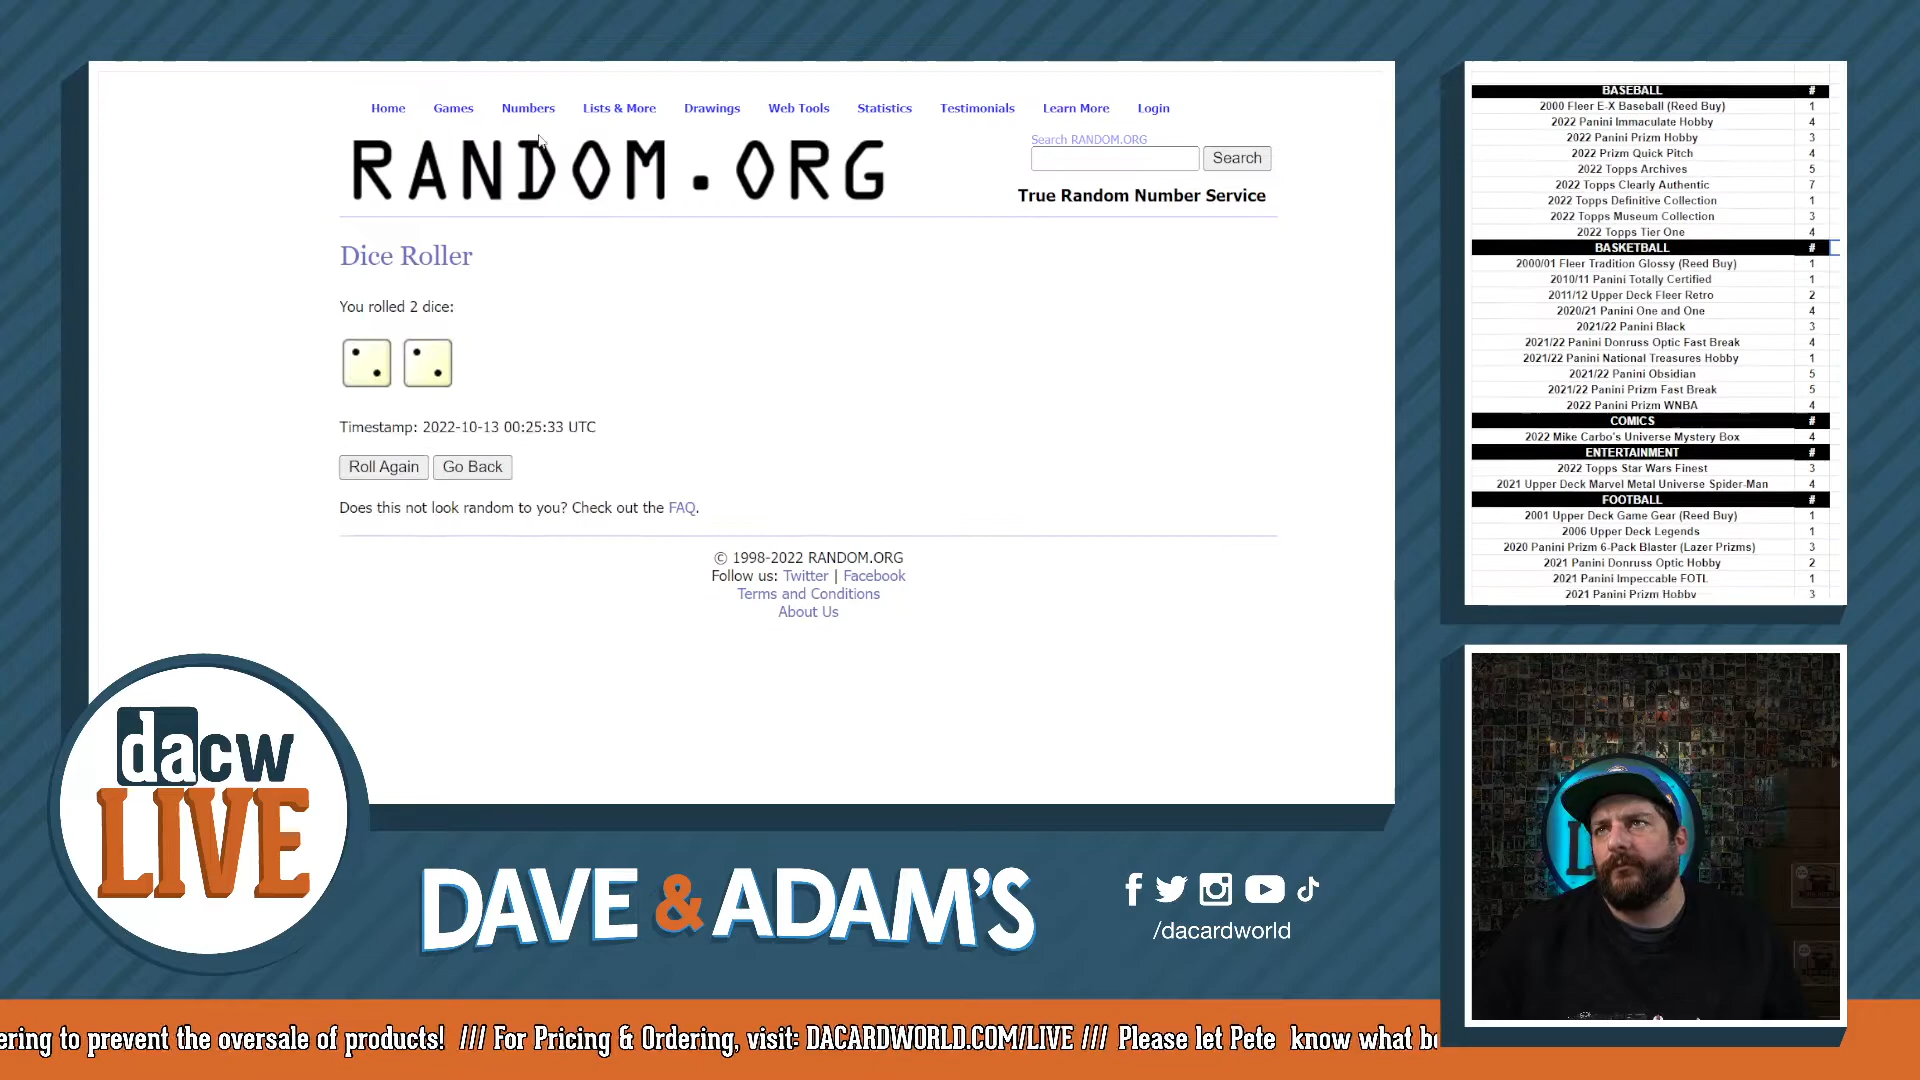 Home Games Numbers Lists & More Drawings Web Tools Statistics Testimonials Learn More Login
RANDOM.ORG
Search RANDOM.ORG
Search
True Random Number Service
Dice Roller
You rolled 2 dice:
Timestamp: 2022-10-13 00:25:33 UTC
Roll Again Go Back
Does this not look random to you? Check out the FAQ.
© 1998-2022 RANDOM.ORG
Follow us: Twitter | Facebook
Terms and Conditions
About Us
BASEBALL #
2000 Fleer E-X Baseball (Reed Buy) 1
2022 Panini Immaculate Hobby 4
2022 Panini Prizm Hobby 3
2022 Prizm Quick Pitch 4
2022 Topps Archives 5
2022 Topps Clearly Authentic 7
2022 Topps Definitive Collection 1
2022 Topps Museum Collection 3
2022 Topps Tier One 4
BASKETBALL #
2000/01 Fleer Tradition Glossy (Reed Buy) 1
2010/11 Panini Totally Certified 1
2011/12 Upper Deck Fleer Retro 2
2020/21 Panini One and One 4
2021/22 Panini Black 3
2021/22 Panini Donruss Optic Fast Break 4
2021/22 Panini National Treasures Hobby 1
2021/22 Panini Obsidian 5
2021/22 Panini Prizm Fast Break 5
2022 Panini Prizm WNBA 4
COMICS #
2022 Mike Carbo's Universe Mystery Box 4
ENTERTAINMENT #
2022 Topps Star Wars Finest 3
2021 Upper Deck Marvel Metal Universe Spider-Man 4
FOOTBALL #
2001 Upper Deck Game Gear (Reed Buy) 1
2006 Upper Deck Legends 1
2020 Panini Prizm 6-Pack Blaster (Lazer Prizms) 3
2021 Panini Donruss Optic Hobby 2
2021 Panini Impeccable FOTL 1
2021 Panini Prizm Hobby 3
dacw
LIVE
DAVE & ADAM'S
/dacardworld
ering to prevent the oversale of products! /// For Pricing & Ordering, visit: DACARDWORLD.COM/LIVE /// Please let Pete know what b